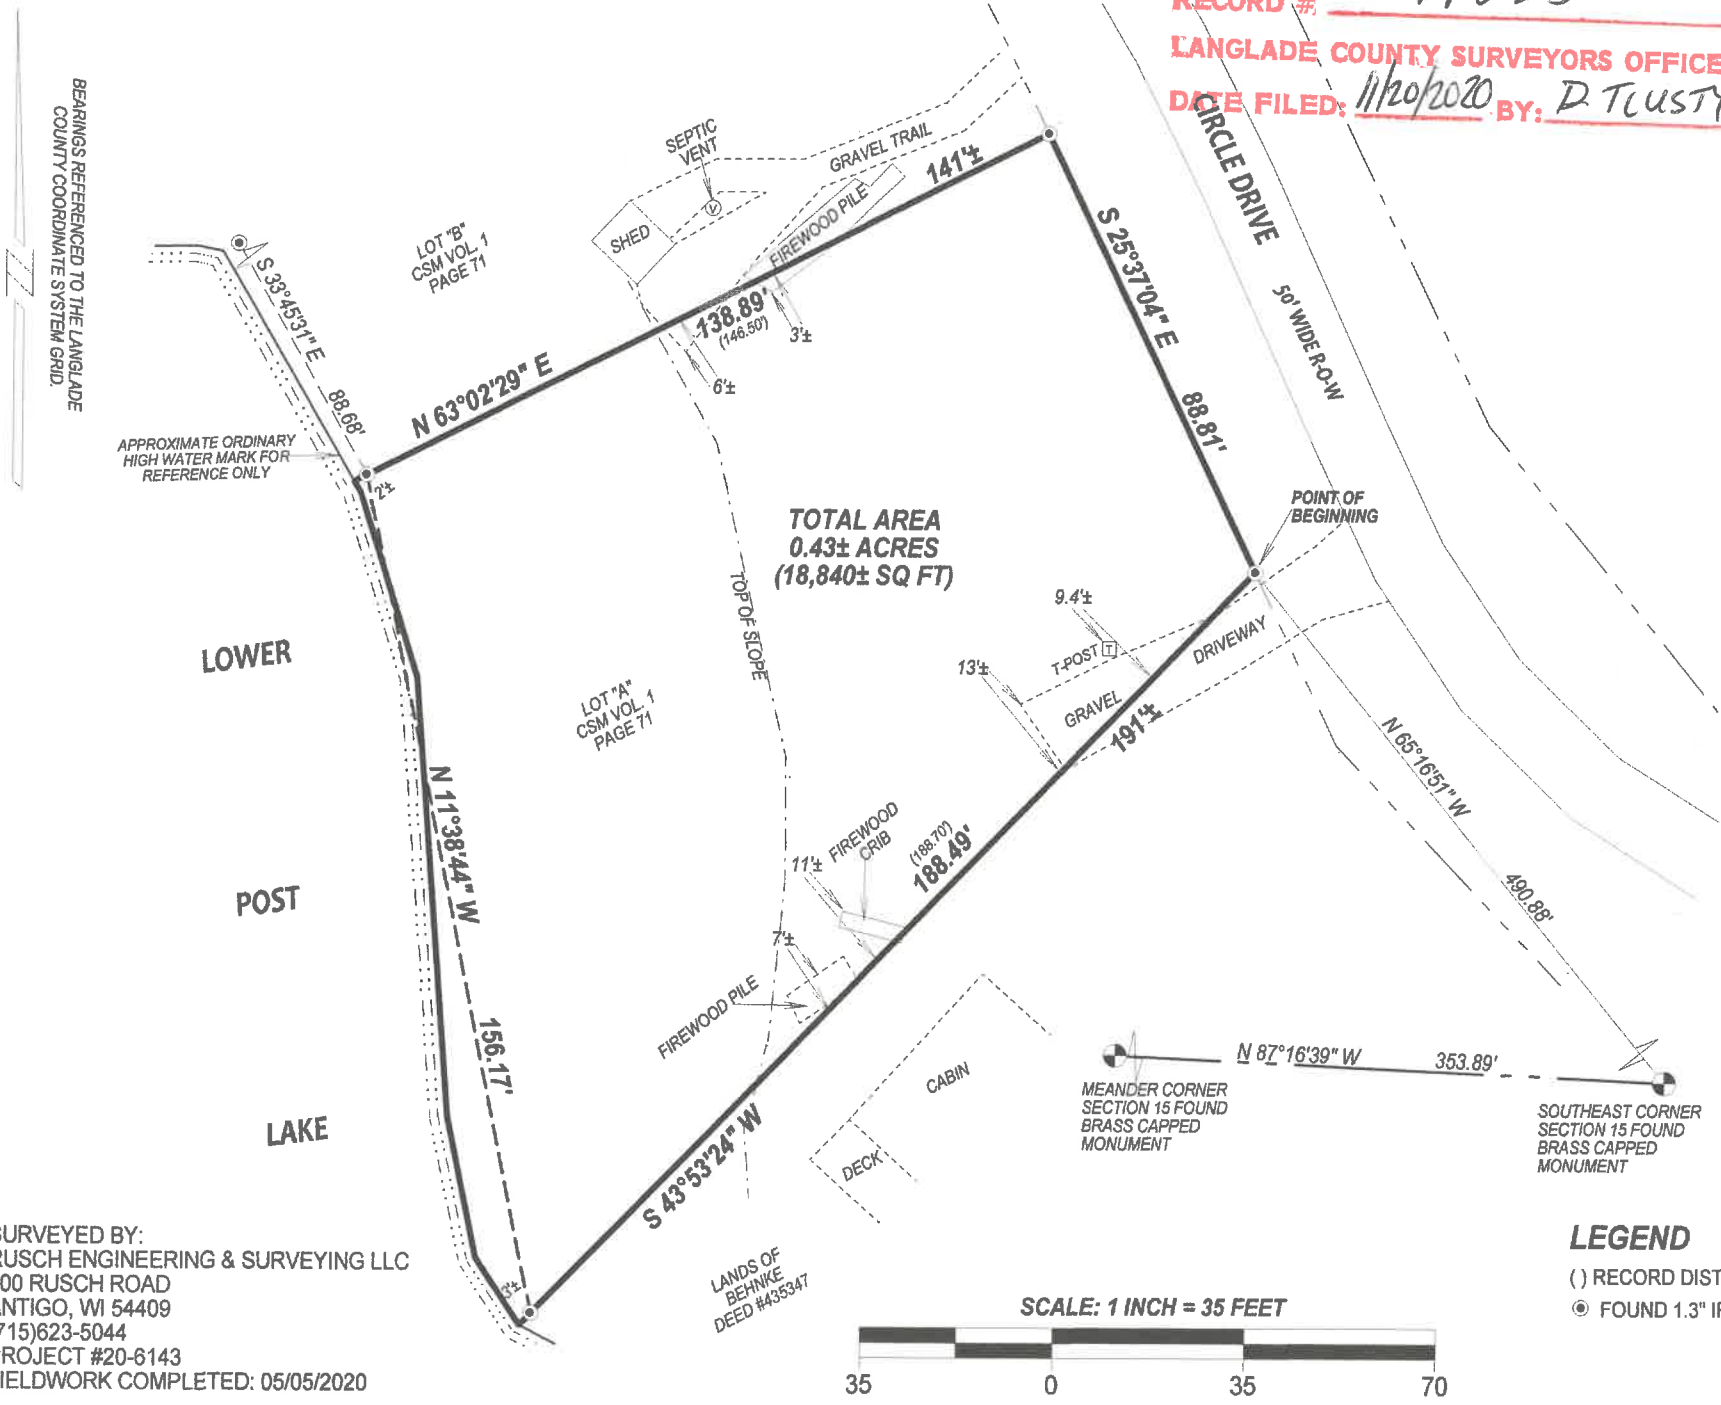 RECORD #:
LANGLADE COUNTY SURVEYORS OFFICE
DATE FILED: 11/20/2020 BY: D. TLUSTY
BEARINGS REFERENCED TO THE LANGLADE
COUNTY COORDINATE SYSTEM GRID.
CIRCLE DRIVE
50' WIDE R-O-W
SEPTIC
VENT
V
GRAVEL TRAIL
141'±
SHED
FIREWOOD PILE
LOT "B"
CSM VOL. 1
PAGE 71
S 33°45'31" E
88.68'
138.89'
(146.50')
3'±
6'±
N 63°02'29" E
S 25°37'04" E
88.81'
APPROXIMATE ORDINARY
HIGH WATER MARK FOR
REFERENCE ONLY
2'±
POINT OF
BEGINNING
TOTAL AREA
0.43± ACRES
(18,840± SQ FT)
TOP OF SLOPE
9.4'±
T-POST T
DRIVEWAY
13'±
GRAVEL
191'±
LOWER
LOT "A"
CSM VOL. 1
PAGE 71
N 65°16'51" W
490.88'
N 11°38'44" W
156.17'
FIREWOOD
CRIB
11'±
(188.70')
188.49'
POST
7'±
FIREWOOD PILE
CABIN
DECK
N 87°16'39" W 353.89'
MEANDER CORNER
SECTION 15 FOUND
BRASS CAPPED
MONUMENT
SOUTHEAST CORNER
SECTION 15 FOUND
BRASS CAPPED
MONUMENT
LAKE
S 43°53'24" W
3'±
LANDS OF
BEHNKE
DEED #435347
SURVEYED BY:
RUSCH ENGINEERING & SURVEYING LLC
00 RUSCH ROAD
ANTIGO, WI 54409
715)623-5044
PROJECT #20-6143
FIELDWORK COMPLETED: 05/05/2020
SCALE: 1 INCH = 35 FEET
35 0 35 70
LEGEND
( ) RECORD DIST
FOUND 1.3" I